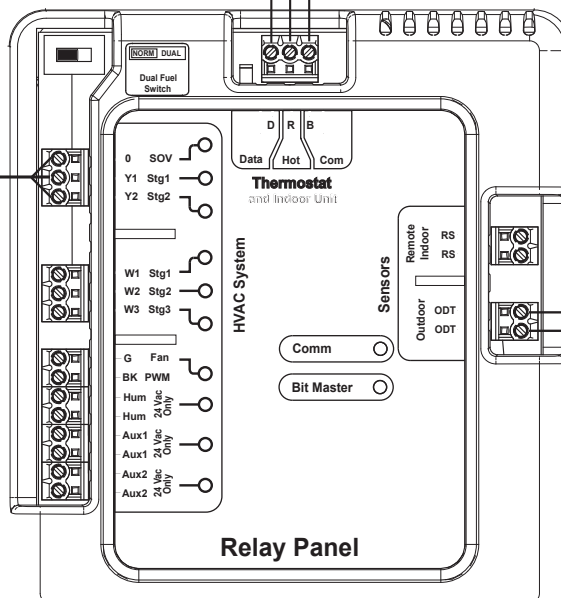 NORM DUAL
Dual Fuel
Switch
D R B
Data Hot Com
Thermostat
and Indoor Unit
0 SOV
Y1 Stg1
Y2 Stg2
W1 Stg1
W2 Stg2
W3 Stg3
G Fan
BK PWM
Hum
Hum
24 Vac
Only
Aux1
Aux1
24 Vac
Only
Aux2
Aux2
24 Vac
Only
HVAC System
Sensors
Remote
Indoor
RS
RS
Outdoor
ODT
ODT
Comm
Bit Master
Relay Panel